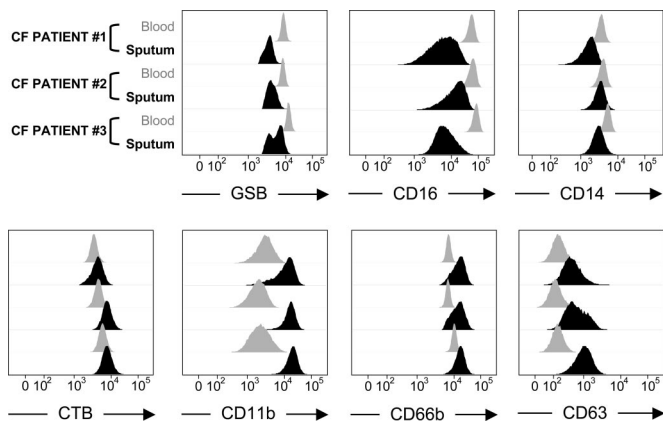 CF PATIENT #1
Blood
Sputum
CF PATIENT #2
Blood
Sputum
CF PATIENT #3
Blood
Sputum
0 10² 10³ 10⁴ 10⁵
GSB
0 10² 10³ 10⁴ 10⁵
CD16
0 10² 10³ 10⁴ 10⁵
CD14
0 10² 10³ 10⁴ 10⁵
CTB
0 10² 10³ 10⁴ 10⁵
CD11b
0 10² 10³ 10⁴ 10⁵
CD66b
0 10² 10³ 10⁴ 10⁵
CD63